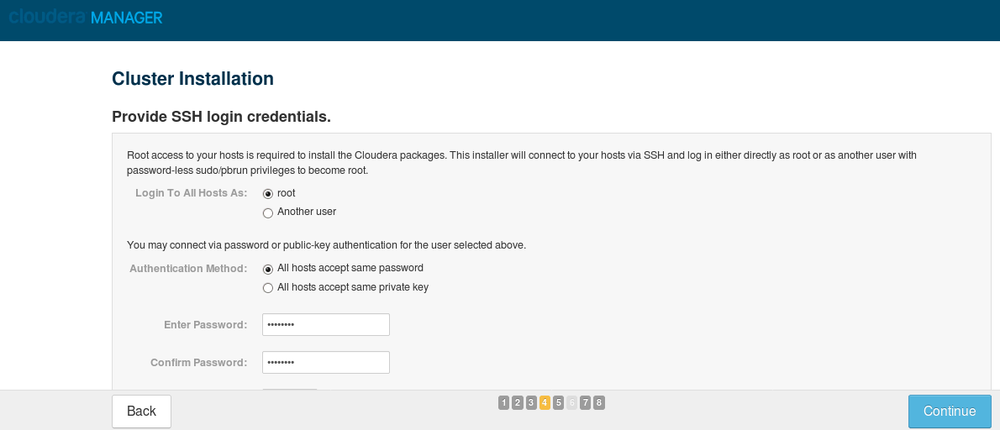 cloudera MANAGER
Cluster Installation
Provide SSH login credentials.
Root access to your hosts is required to install the Cloudera packages. This installer will connect to your hosts via SSH and log in either directly as root or as another user with
password-less sudo/pbrun privileges to become root.
Login To All Hosts As: root
Another user
You may connect via password or public-key authentication for the user selected above.
Authentication Method: All hosts accept same password
All hosts accept same private key
Enter Password: ••••••••
Confirm Password: ••••••••
Back 1 2 3 4 5 6 7 8 Continue